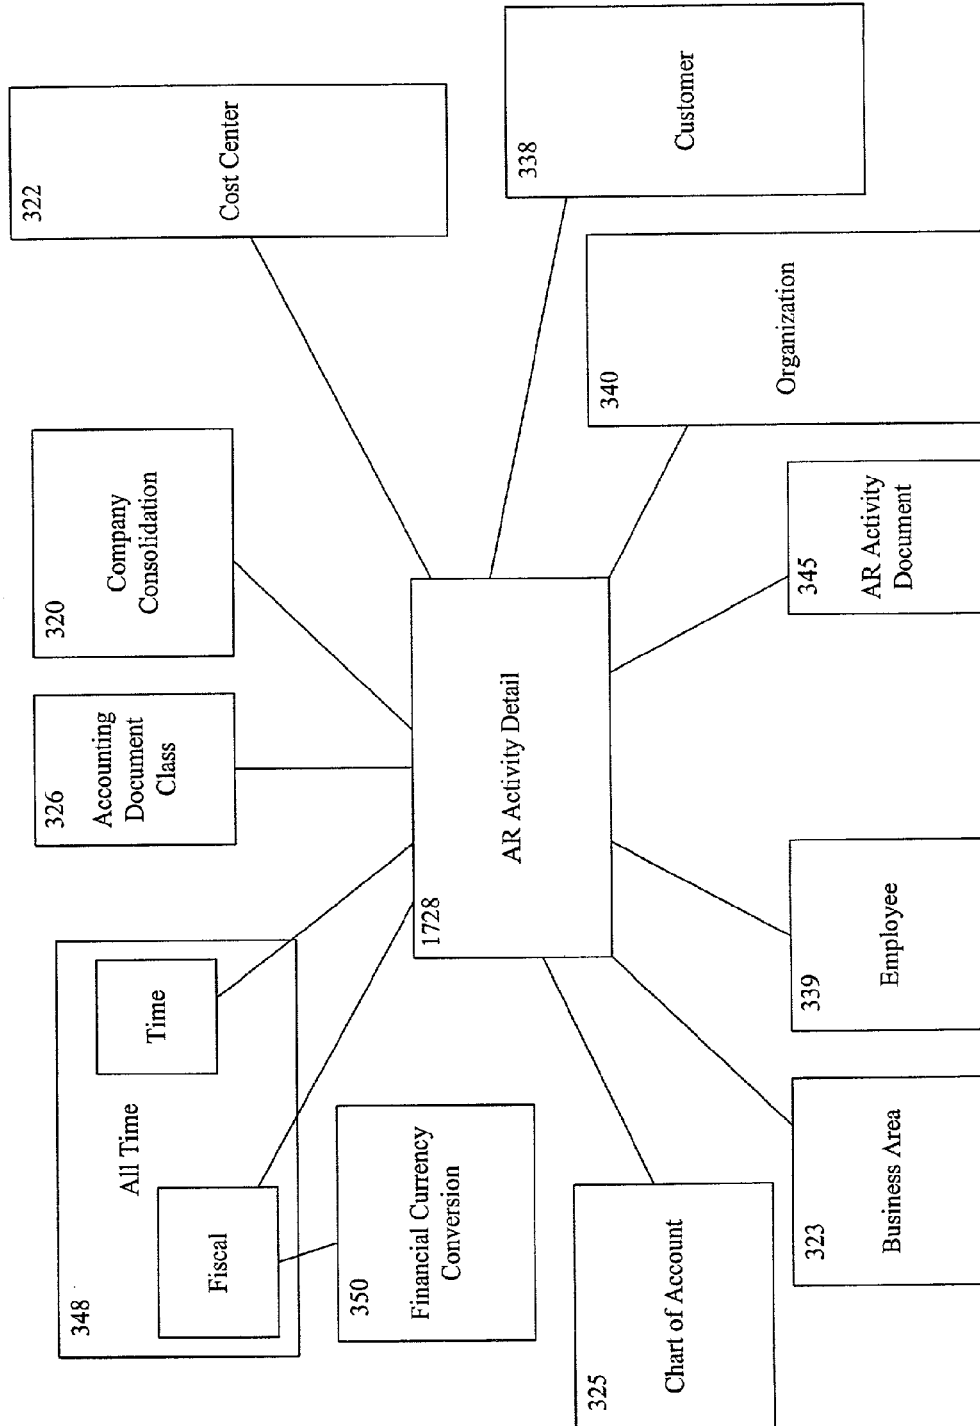 348
All Time
Fiscal
Time
326
Accounting
Document
Class
320
Company
Consolidation
322
Cost Center
350
Financial Currency
Conversion
1728
AR Activity Detail
338
Customer
325
Chart of Account
323
Business Area
339
Employee
345
AR Activity
Document
340
Organization